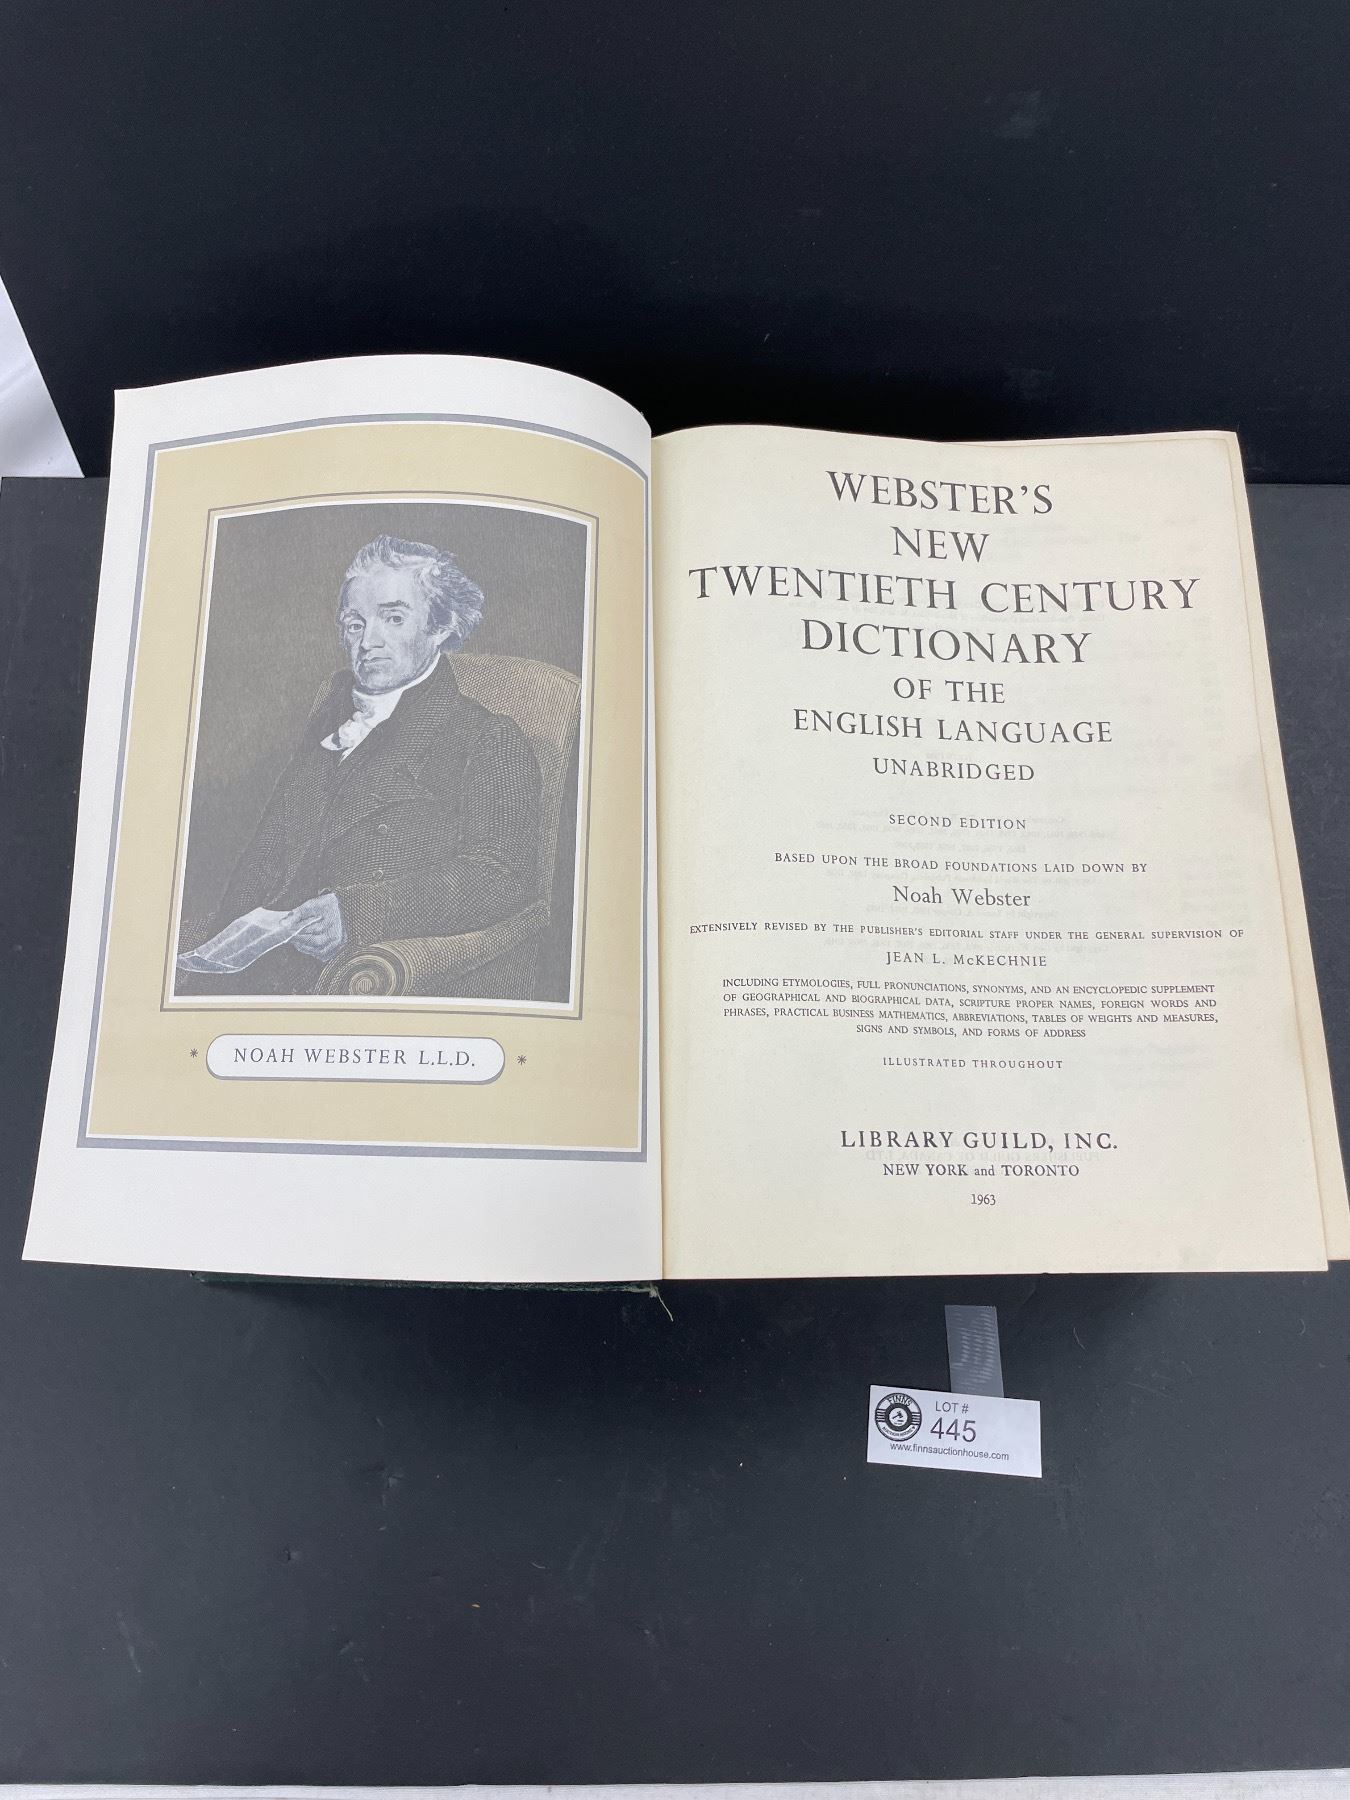 NOAH WEBSTER L.L.D.
WEBSTER'S
NEW
TWENTIETH CENTURY
DICTIONARY
OF THE
ENGLISH LANGUAGE
UNABRIDGED
SECOND EDITION
BASED UPON THE BROAD FOUNDATIONS LAID DOWN BY
Noah Webster
EXTENSIVELY REVISED BY THE PUBLISHER'S EDITORIAL STAFF UNDER THE GENERAL SUPERVISION OF
JEAN L. McKECHNIE
INCLUDING ETYMOLOGIES, FULL PRONUNCIATIONS, SYNONYMS, AND AN ENCYCLOPEDIC SUPPLEMENT
OF GEOGRAPHICAL AND BIOGRAPHICAL DATA, SCRIPTURE PROPER NAMES, FOREIGN WORDS AND
PHRASES, PRACTICAL BUSINESS MATHEMATICS, ABBREVIATIONS, TABLES OF WEIGHTS AND MEASURES,
SIGNS AND SYMBOLS, AND FORMS OF ADDRESS
ILLUSTRATED THROUGHOUT
LIBRARY GUILD, INC.
NEW YORK and TORONTO
1963
FINNS
AUCTION HOUSE
LOT #
445
www.finnsauctionhouse.com